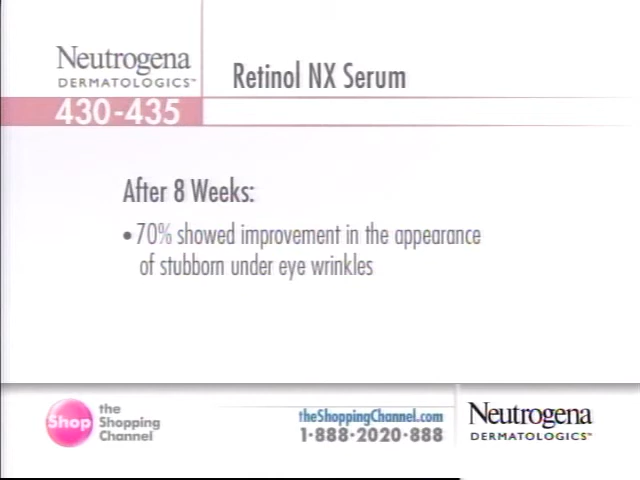 Neutrogena
DERMATOLOGICS™
430-435
Retinol NX Serum
After 8 Weeks:
• 70% showed improvement in the appearance
of stubborn under eye wrinkles
Shop
the
Shopping
Channel
theShoppingChannel.com
1·888·2020·888
Neutrogena
DERMATOLOGICS™